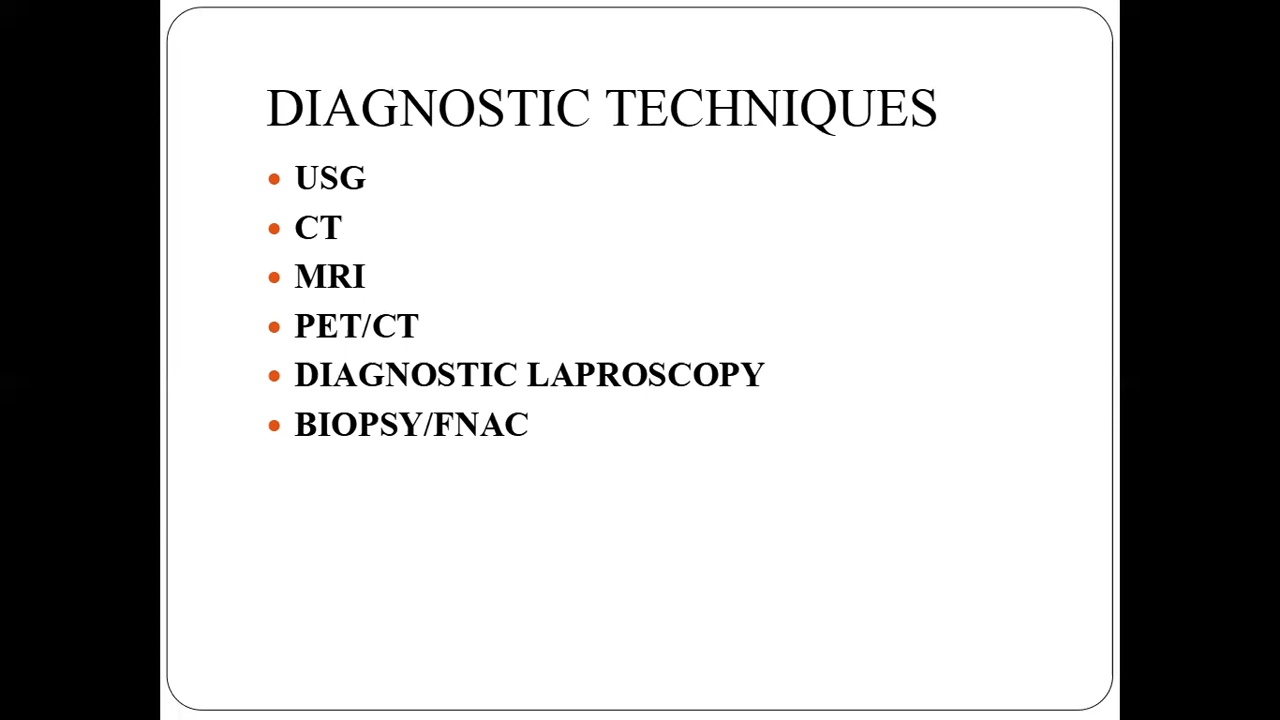 DIAGNOSTIC TECHNIQUES
• USG
• CT
• MRI
• PET/CT
• DIAGNOSTIC LAPROSCOPY
• BIOPSY/FNAC